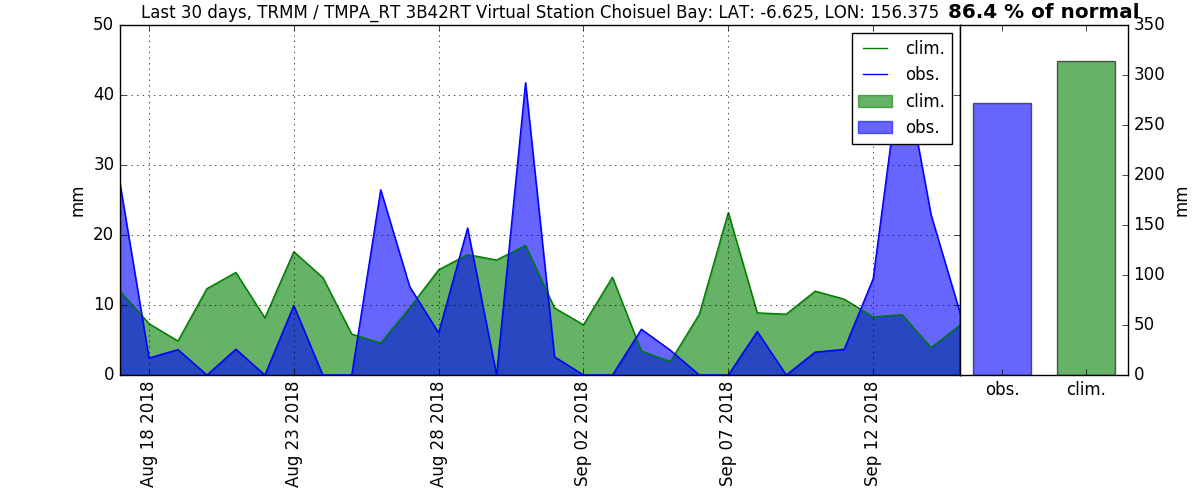 Last 30 days, TRMM / TMPA_RT 3B42RT Virtual Station Choisuel Bay: LAT: -6.625, LON: 156.375 86.4 % of normal
50
40
30
20
10
0
mm
clim.
obs.
clim.
obs.
350
300
250
200
150
100
50
0
mm
Aug 18 2018
Aug 23 2018
Aug 28 2018
Sep 02 2018
Sep 07 2018
Sep 12 2018
obs.
clim.